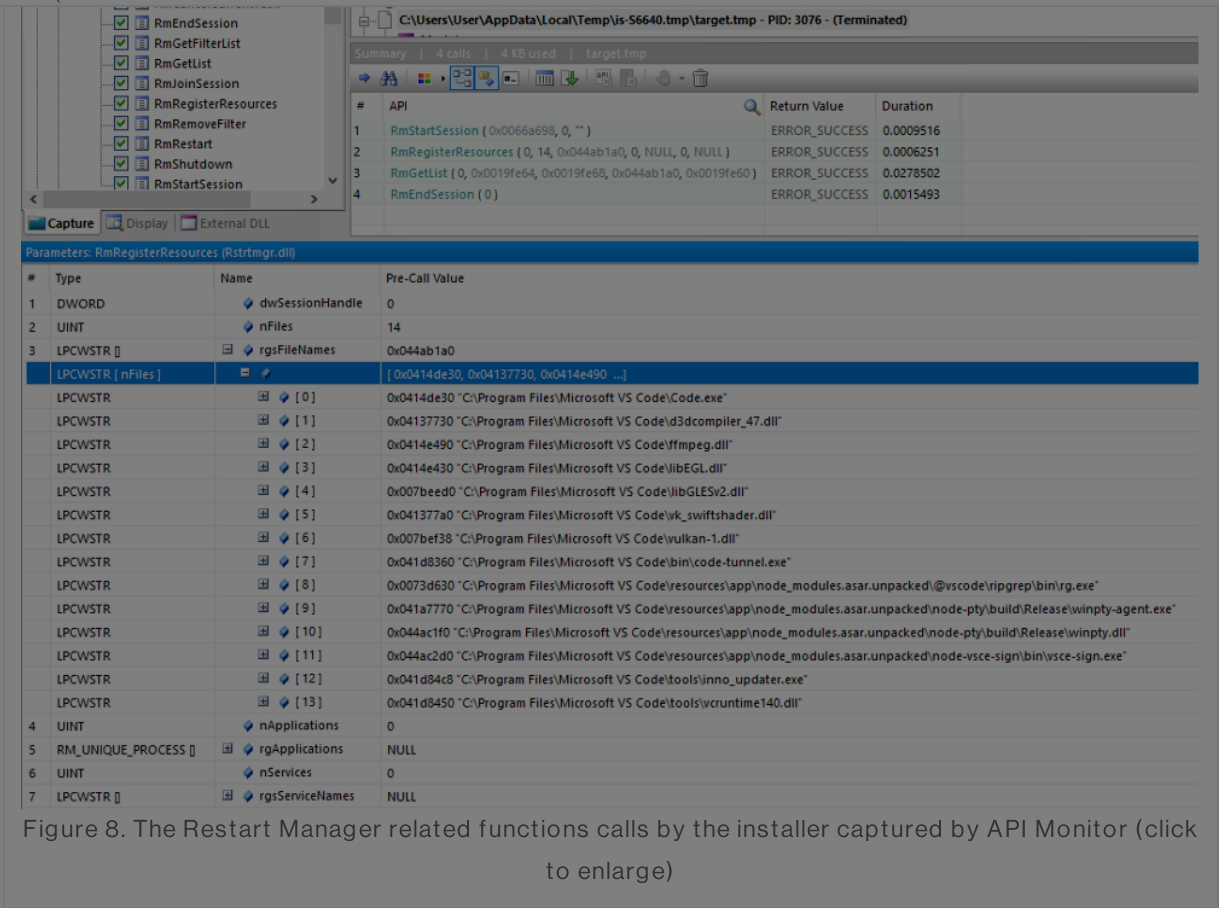 RmEndSession
RmGetFilterList
RmGetList
RmJoinSession
RmRegisterResources
RmRemoveFilter
RmRestart
RmShutdown
RmStartSession
Capture Display External DLL
C:\Users\User\AppData\Local\Temp\is-S6640.tmp\target.tmp - PID: 3076 - (Terminated)
Summary | 4 calls | 4 KB used | target.tmp
# API Return Value Duration
1 RmStartSession ( 0x0066a698, 0, "" ) ERROR_SUCCESS 0.0009516
2 RmRegisterResources ( 0, 14, 0x044ab1a0, 0, NULL, 0, NULL ) ERROR_SUCCESS 0.0006251
3 RmGetList ( 0, 0x0019fe64, 0x0019fe68, 0x044ab1a0, 0x0019fe60 ) ERROR_SUCCESS 0.0278502
4 RmEndSession ( 0 ) ERROR_SUCCESS 0.0015493
Parameters: RmRegisterResources (Rstrtmgr.dll)
# Type Name Pre-Call Value
1 DWORD dwSessionHandle 0
2 UINT nFiles 14
3 LPCWSTR [] rgsFileNames 0x044ab1a0
LPCWSTR [ nFiles ] [ 0x0414de30, 0x04137730, 0x0414e490 ...]
LPCWSTR [ 0 ] 0x0414de30 "C:\Program Files\Microsoft VS Code\Code.exe"
LPCWSTR [ 1 ] 0x04137730 "C:\Program Files\Microsoft VS Code\d3dcompiler_47.dll"
LPCWSTR [ 2 ] 0x0414e490 "C:\Program Files\Microsoft VS Code\ffmpeg.dll"
LPCWSTR [ 3 ] 0x0414e430 "C:\Program Files\Microsoft VS Code\libEGL.dll"
LPCWSTR [ 4 ] 0x007beed0 "C:\Program Files\Microsoft VS Code\libGLESv2.dll"
LPCWSTR [ 5 ] 0x041377a0 "C:\Program Files\Microsoft VS Code\vk_swiftshader.dll"
LPCWSTR [ 6 ] 0x007bef38 "C:\Program Files\Microsoft VS Code\vulkan-1.dll"
LPCWSTR [ 7 ] 0x041d8360 "C:\Program Files\Microsoft VS Code\bin\code-tunnel.exe"
LPCWSTR [ 8 ] 0x0073d630 "C:\Program Files\Microsoft VS Code\resources\app\node_modules.asar.unpacked\@vscode\ripgrep\bin\rg.exe"
LPCWSTR [ 9 ] 0x041a7770 "C:\Program Files\Microsoft VS Code\resources\app\node_modules.asar.unpacked\node-pty\build\Release\winpty-agent.exe"
LPCWSTR [ 10 ] 0x044ac1f0 "C:\Program Files\Microsoft VS Code\resources\app\node_modules.asar.unpacked\node-pty\build\Release\winpty.dll"
LPCWSTR [ 11 ] 0x044ac2d0 "C:\Program Files\Microsoft VS Code\resources\app\node_modules.asar.unpacked\node-vsce-sign\bin\vsce-sign.exe"
LPCWSTR [ 12 ] 0x041d84c8 "C:\Program Files\Microsoft VS Code\tools\inno_updater.exe"
LPCWSTR [ 13 ] 0x041d8450 "C:\Program Files\Microsoft VS Code\tools\vcruntime140.dll"
4 UINT nApplications 0
5 RM_UNIQUE_PROCESS [] rgApplications NULL
6 UINT nServices 0
7 LPCWSTR [] rgsServiceNames NULL
Figure 8. The Restart Manager related functions calls by the installer captured by API Monitor (click
to enlarge)